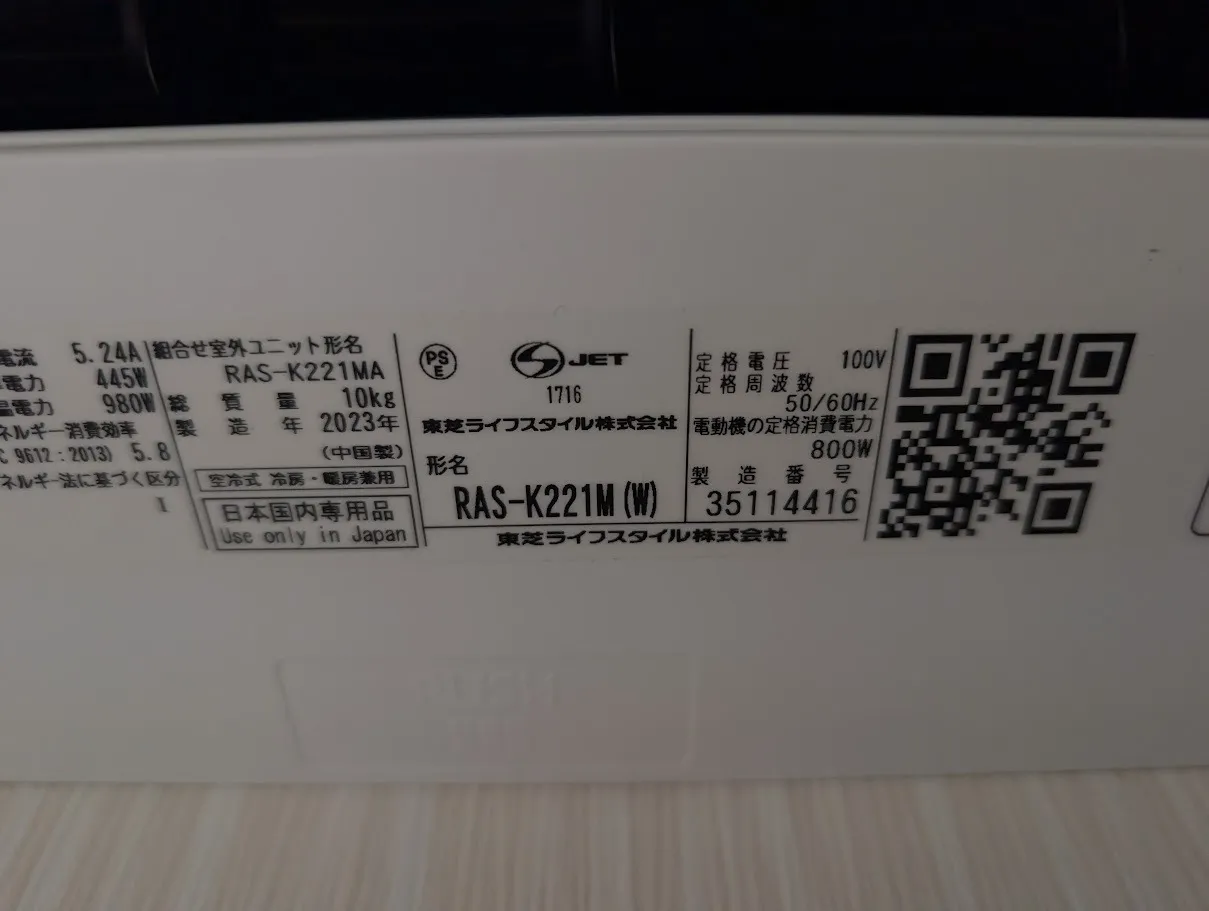 電流 5.24A
電力 445W
電力 980W
ネルギー消費効率
C 9612:2013) 5.8
ネルギー法に基づく区分
I
組合せ室外ユニット形名
RAS-K221MA
総質量 10kg
製造年 2023年
(中国製)
空冷式 冷房・暖房兼用
日本国内専用品
Use only in Japan
PS
E
JET
1716
東芝ライフスタイル株式会社
形名
RAS-K221M(W)
定格電圧 100V
定格周波数
50/60Hz
電動機の定格消費電力
800W
製造番号
35114416
東芝ライフスタイル株式会社